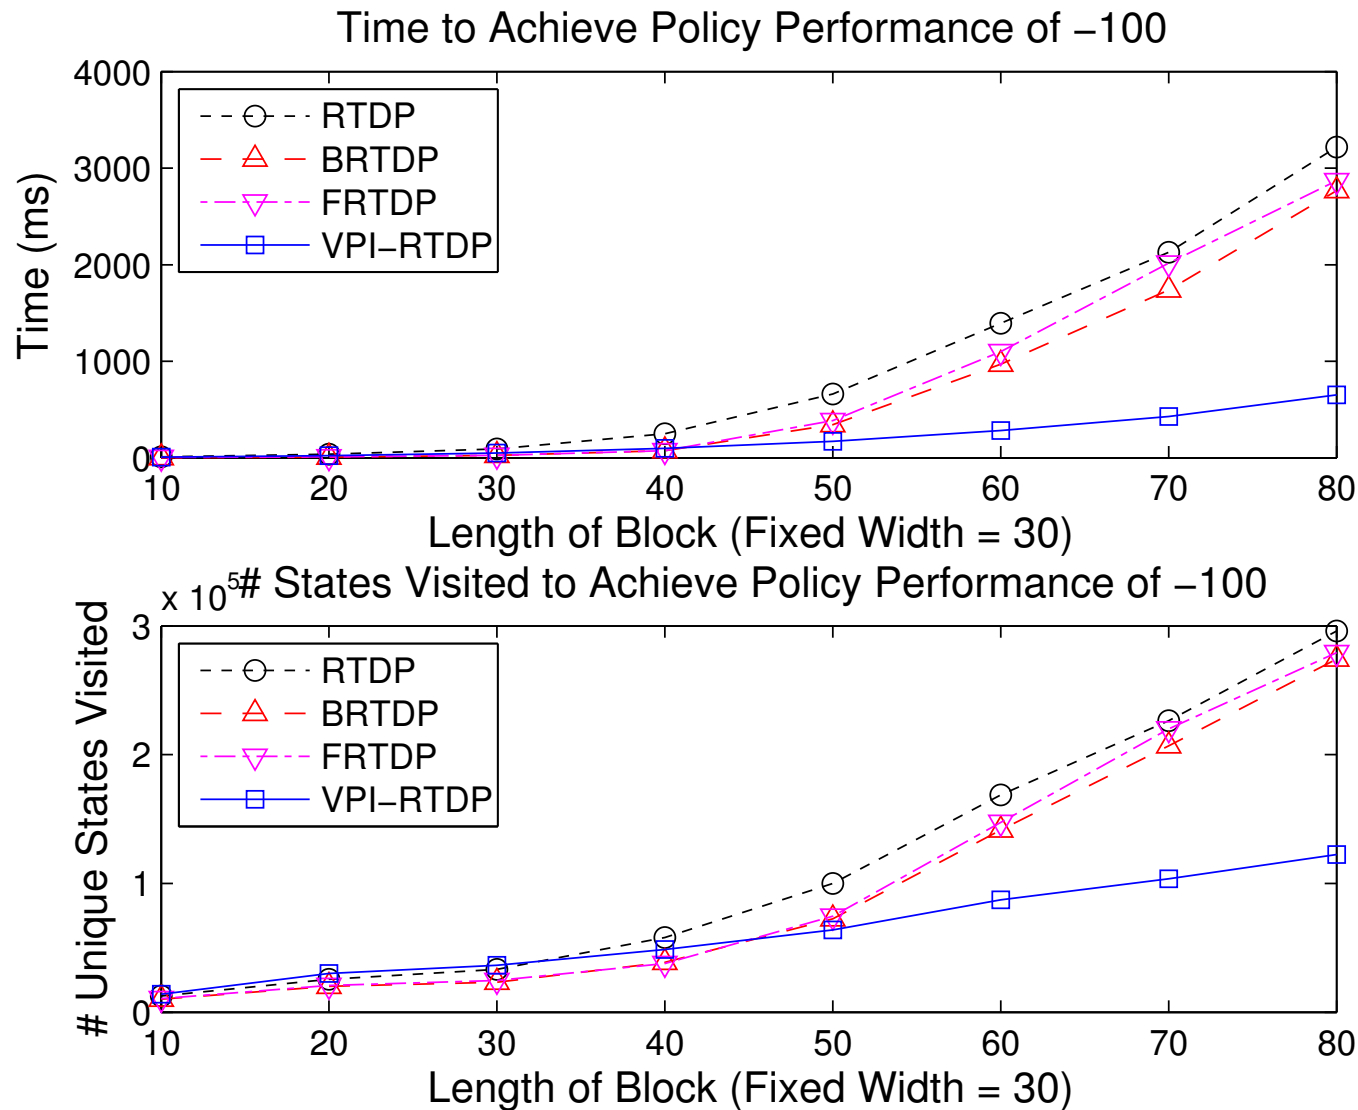 Time to Achieve Policy Performance of −100
Time (ms)
4000
3000
2000
1000
0
RTDP
BRTDP
FRTDP
VPI−RTDP
10 20 30 40 50 60 70 80
Length of Block (Fixed Width = 30)
x 10^5
# States Visited to Achieve Policy Performance of −100
# Unique States Visited
3
2
1
0
RTDP
BRTDP
FRTDP
VPI−RTDP
10 20 30 40 50 60 70 80
Length of Block (Fixed Width = 30)